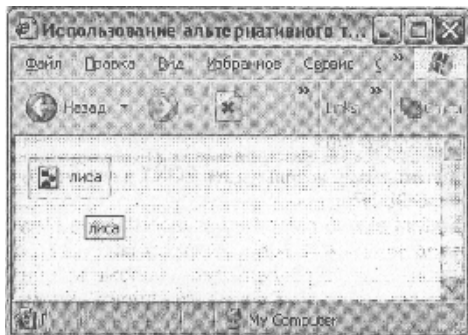 Использование альтернативного т...
Файл Правка Вид Избранное Сервис »
Назад » Links »
лиса
лиса
My Computer